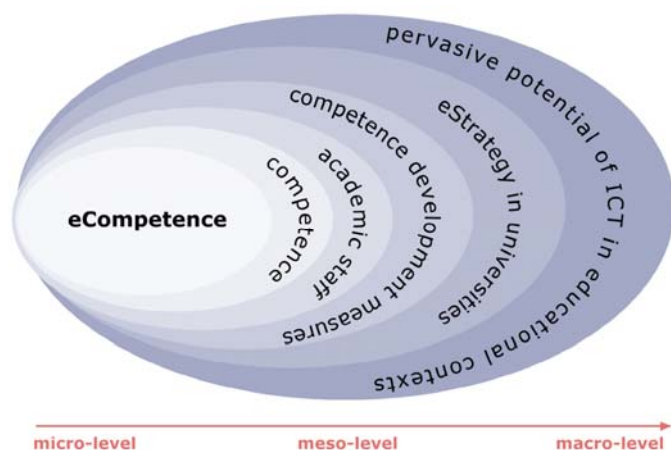 eCompetence
competence
academic staff
competence development measures
eStrategy in universities
pervasive potential of ICT in educational contexts
micro-level meso-level macro-level